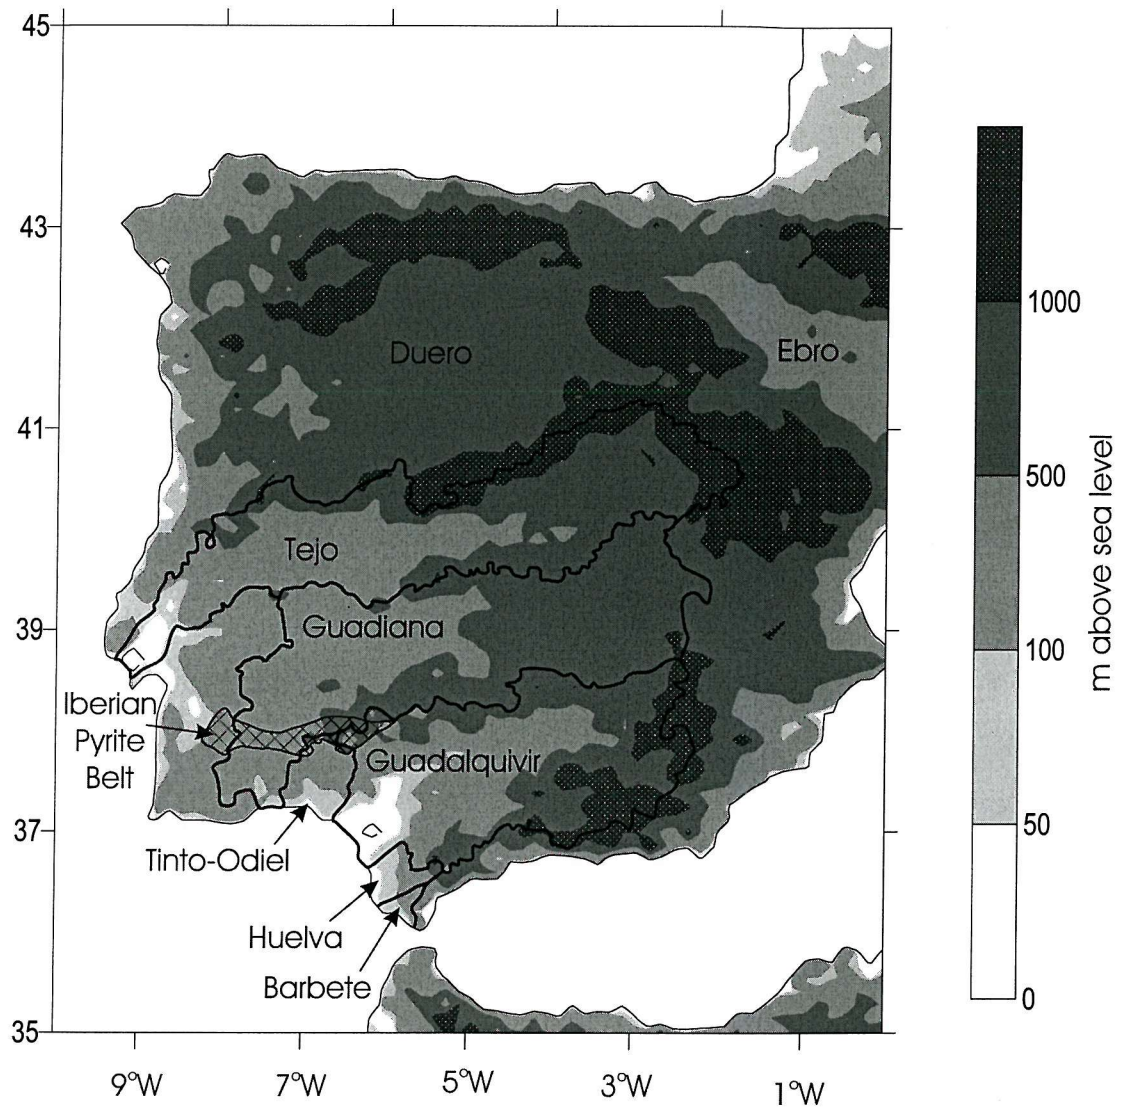 45
43
41
39
37
35
9°W
7°W
5°W
3°W
1°W
Duero
Ebro
Tejo
Guadiana
Iberian
Pyrite
Belt
Guadalquivir
Tinto-Odiel
Huelva
Barbete
1000
500
100
50
0
m above sea level